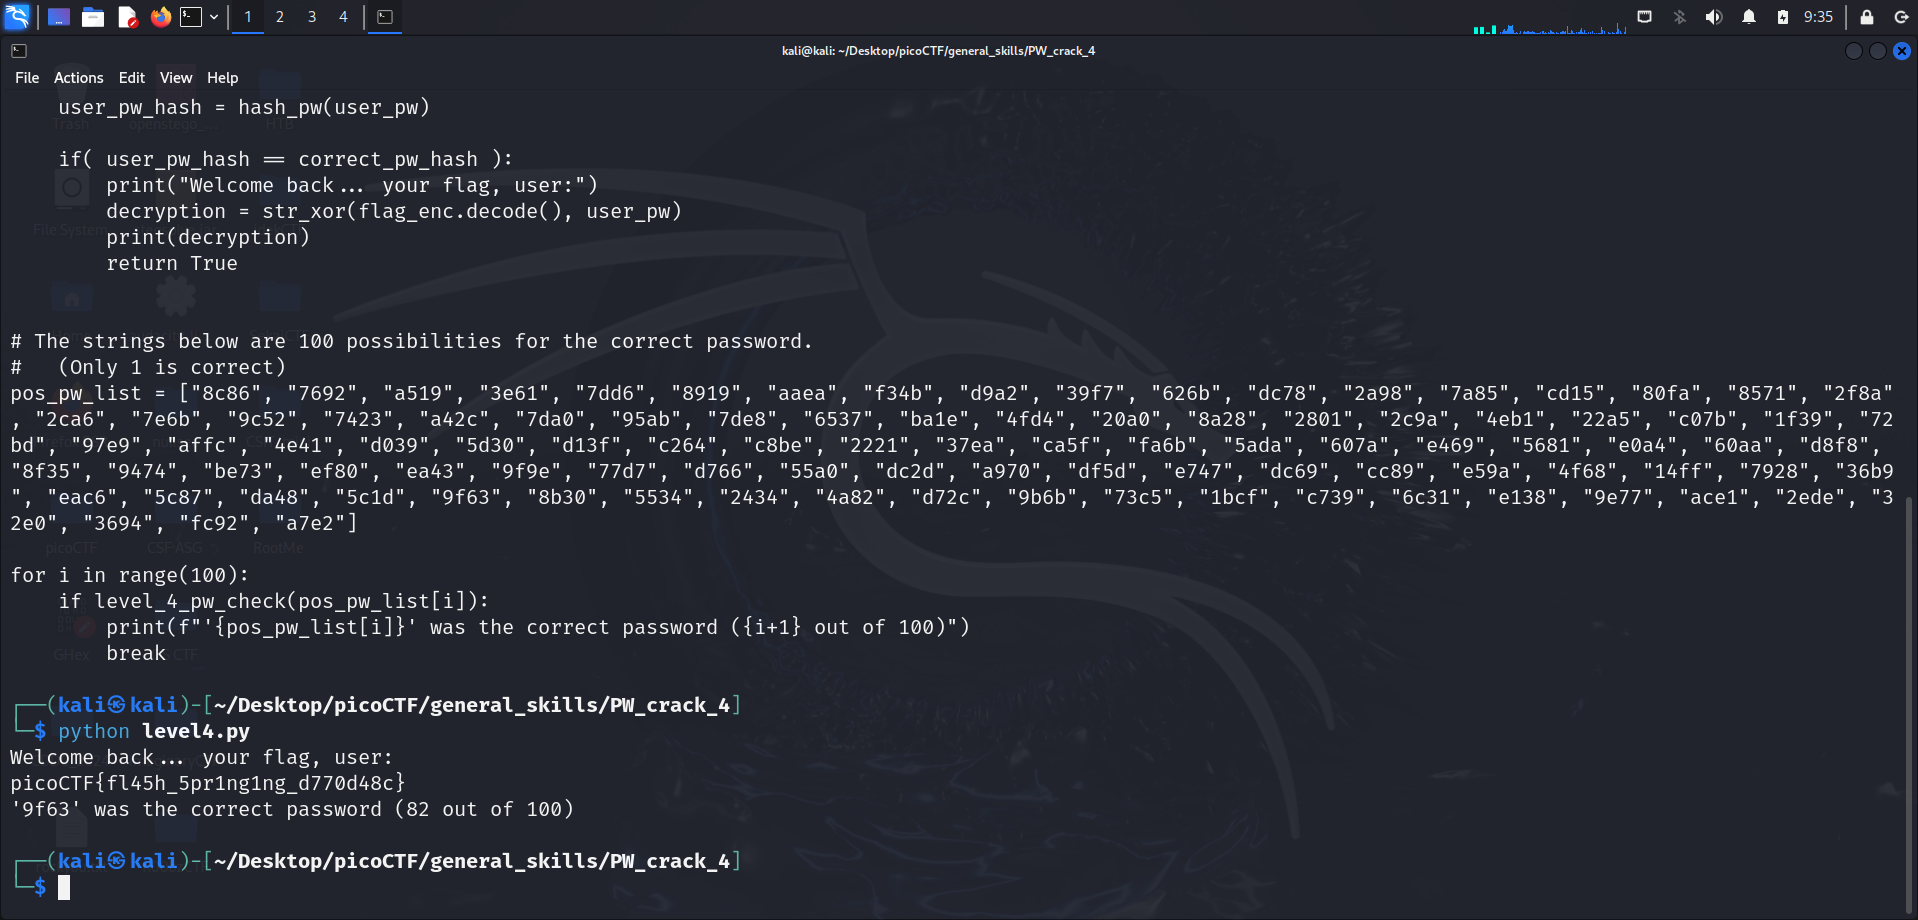 1 2 3 4 9:35
kali@kali: ~/Desktop/picoCTF/general_skills/PW_crack_4
File Actions Edit View Help
    user_pw_hash = hash_pw(user_pw)
    if( user_pw_hash == correct_pw_hash ):
        print("Welcome back... your flag, user:")
        decryption = str_xor(flag_enc.decode(), user_pw)
        print(decryption)
        return True
# The strings below are 100 possibilities for the correct password.
#   (Only 1 is correct)
pos_pw_list = ["8c86", "7692", "a519", "3e61", "7dd6", "8919", "aaea", "f34b", "d9a2", "39f7", "626b", "dc78", "2a98", "7a85", "cd15", "80fa", "8571", "2f8a"
, "2ca6", "7e6b", "9c52", "7423", "a42c", "7da0", "95ab", "7de8", "6537", "ba1e", "4fd4", "20a0", "8a28", "2801", "2c9a", "4eb1", "22a5", "c07b", "1f39", "72
bd", "97e9", "affc", "4e41", "d039", "5d30", "d13f", "c264", "c8be", "2221", "37ea", "ca5f", "fa6b", "5ada", "607a", "e469", "5681", "e0a4", "60aa", "d8f8",
"8f35", "9474", "be73", "ef80", "ea43", "9f9e", "77d7", "d766", "55a0", "dc2d", "a970", "df5d", "e747", "dc69", "cc89", "e59a", "4f68", "14ff", "7928", "36b9"
, "eac6", "5c87", "da48", "5c1d", "9f63", "8b30", "5534", "2434", "4a82", "d72c", "9b6b", "73c5", "1bcf", "c739", "6c31", "e138", "9e77", "ace1", "2ede", "3
2e0", "3694", "fc92", "a7e2"]
for i in range(100):
    if level_4_pw_check(pos_pw_list[i]):
        print(f"'{pos_pw_list[i]}' was the correct password ({i+1} out of 100)")
        break
┌──(kali㉿kali)-[~/Desktop/picoCTF/general_skills/PW_crack_4]
└─$ python level4.py
Welcome back... your flag, user:
picoCTF{fl45h_5pr1ng1ng_d770d48c}
'9f63' was the correct password (82 out of 100)
┌──(kali㉿kali)-[~/Desktop/picoCTF/general_skills/PW_crack_4]
└─$